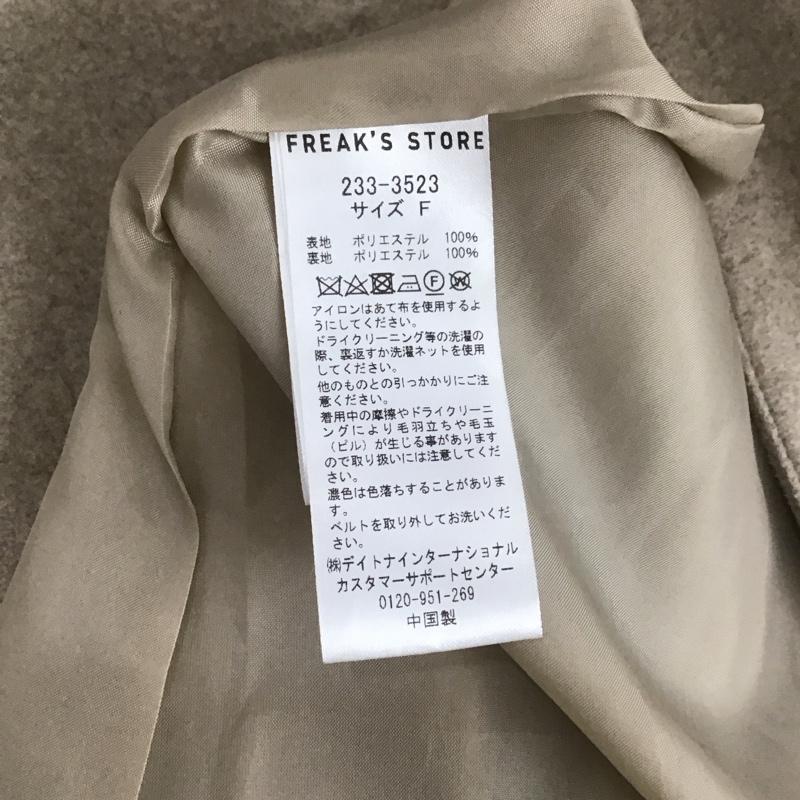 FREAK'S STORE
233-3523
サイズ F
表地 ポリエステル 100%
裏地 ポリエステル 100%
アイロンはあて布を使用するよ
うにしてください。
ドライクリーニング等の洗濯の
際、裏返すか洗濯ネットを使用
してください。
他のものとの引っかかりにご注
意ください。
着用中の摩擦やドライクリーニ
ングにより毛羽立ちや毛玉
(ピル)が生じる事があります
ので取り扱いには注意してくだ
さい。
濃色は色落ちすることがありま
す。
ベルトを取り外してお洗いくだ
さい。
㈱デイトナインターナショナル
カスタマーサポートセンター
0120-951-269
中国製